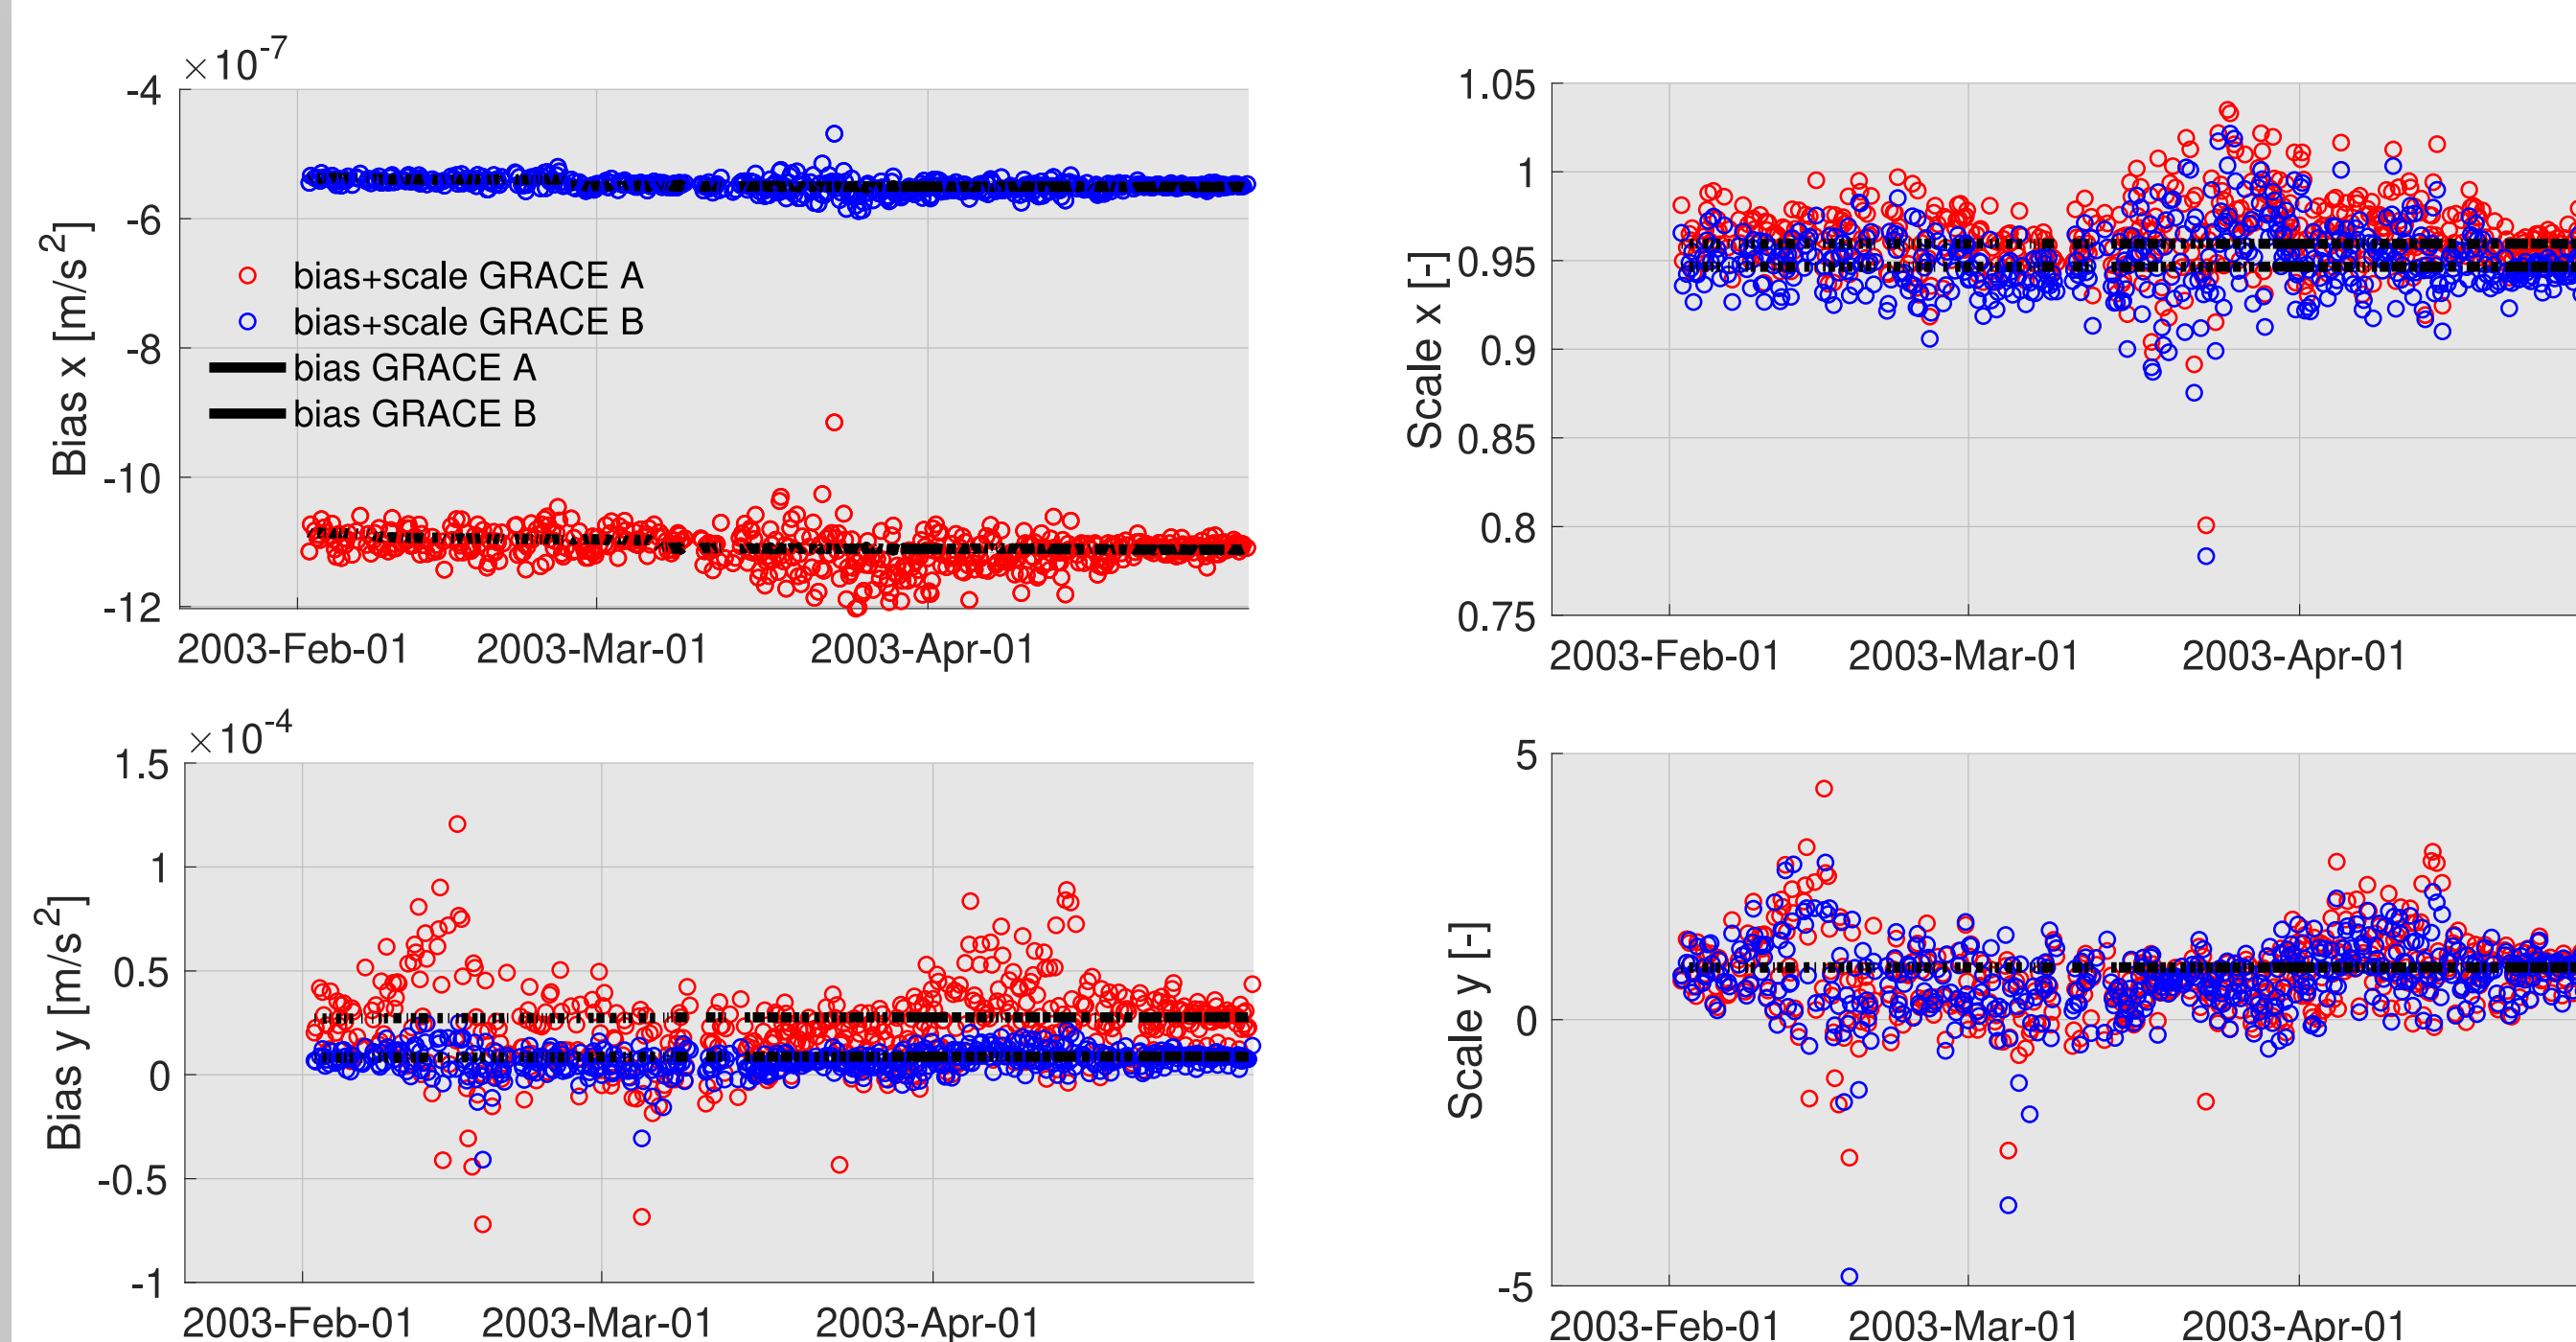 ×10-7
-4
-6
-8
-10
-12
Bias x [m/s2]
bias+scale GRACE A
bias+scale GRACE B
bias GRACE A
bias GRACE B
2003-Feb-01 2003-Mar-01 2003-Apr-01
1.05
1
0.95
0.9
0.85
0.8
0.75
Scale x [-]
2003-Feb-01 2003-Mar-01 2003-Apr-01
×10-4
1.5
1
0.5
0
-0.5
-1
Bias y [m/s2]
2003-Feb-01 2003-Mar-01 2003-Apr-01
5
0
-5
Scale y [-]
2003-Feb-01 2003-Mar-01 2003-Apr-01